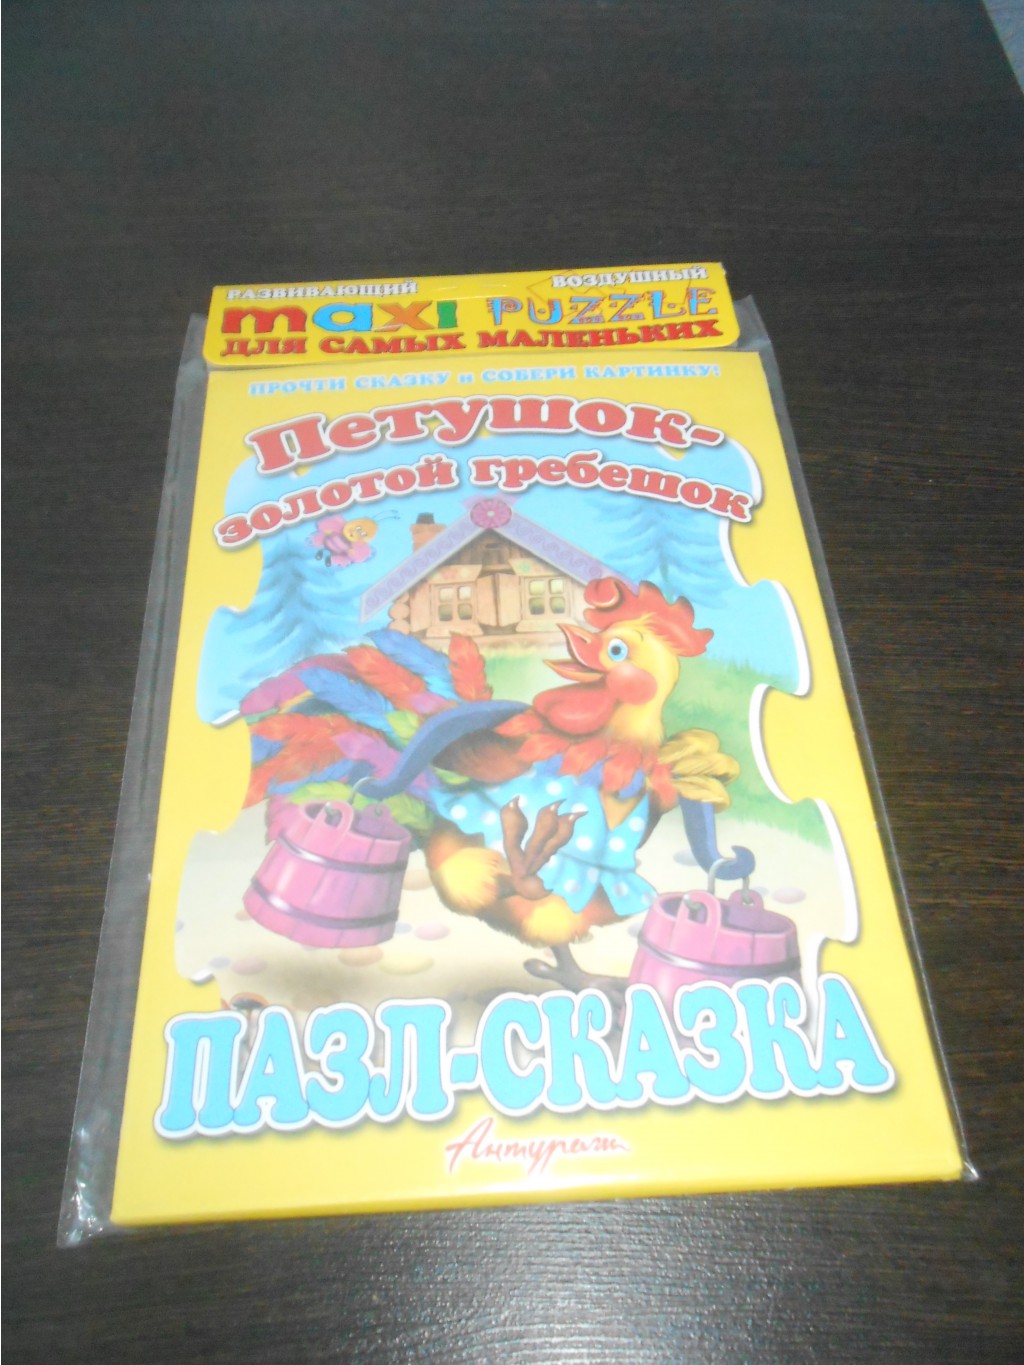 РАЗВИВАЮЩИЙ ВОЗДУШНЫЙ
maxi PUZZLE
ДЛЯ САМЫХ МАЛЕНЬКИХ
ПРОЧТИ СКАЗКУ и СОБЕРИ КАРТИНКУ!
Петушок-
золотой гребешок
ПАЗЛ-СКАЗКА
Антураж